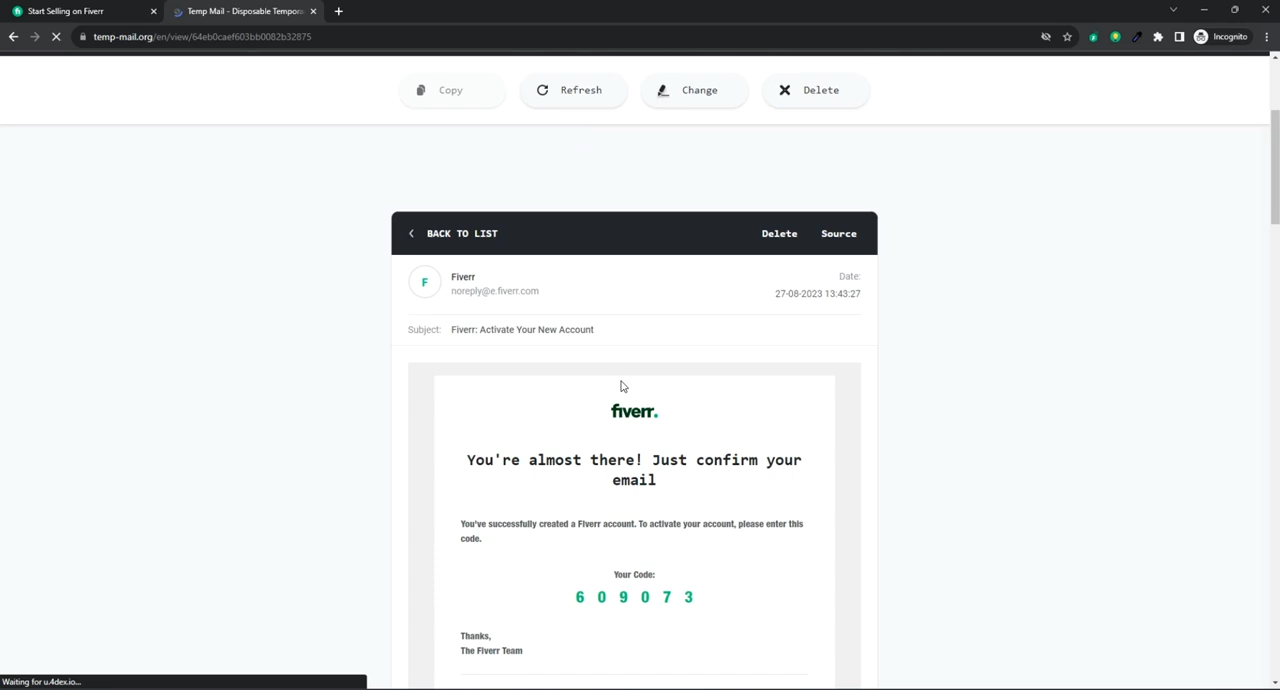 Start Selling on Fiverr
Temp Mail - Disposable Tempora
temp-mail.org/en/view/64eb0caef603bb0082b32875
Incognito
Copy
Refresh
Change
Delete
BACK TO LIST
Delete
Source
F
Fiverr
Date:
noreply@e.fiverr.com
27-08-2023 13:43:27
Subject: Fiverr: Activate Your New Account
fiverr.
You're almost there! Just confirm your
email
You've successfully created a Fiverr account. To activate your account, please enter this
code.
Your Code:
6 0 9 0 7 3
Thanks,
The Fiverr Team
Waiting for u.4dex.io...